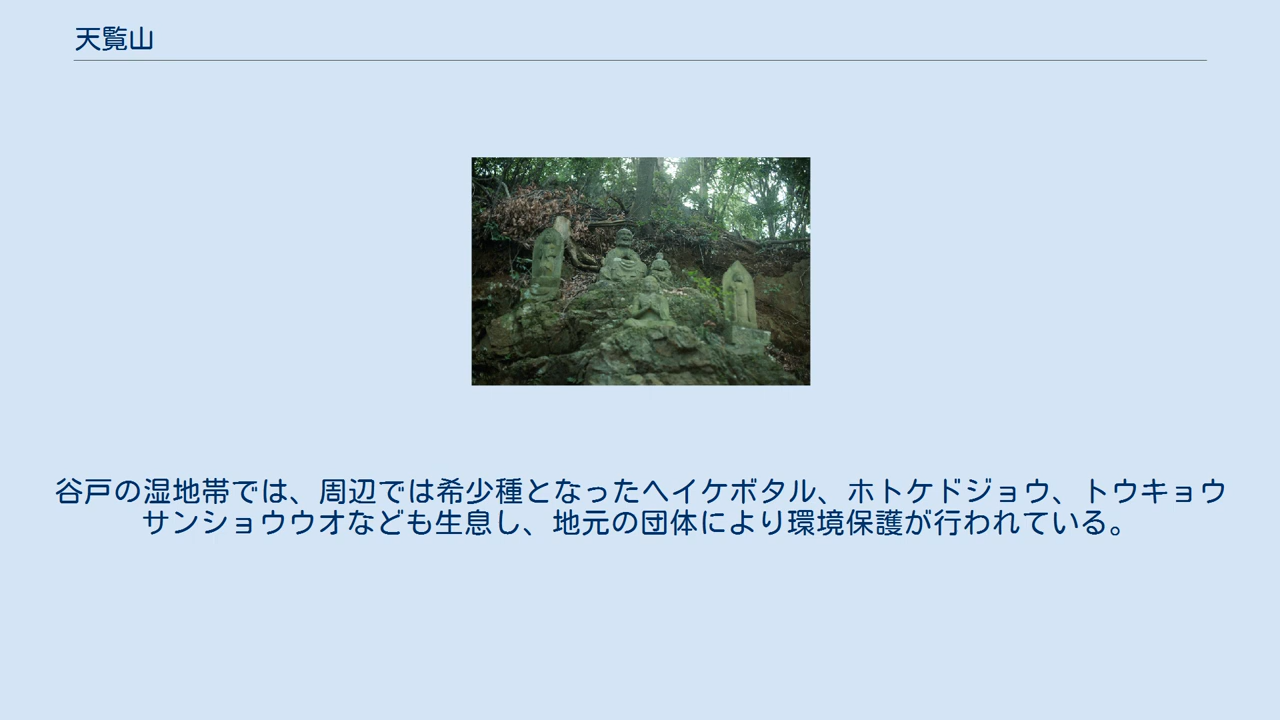 天覧山
谷戸の湿地帯では、周辺では希少種となったヘイケボタル、ホトケドジョウ、トウキョウ
サンショウウオなども生息し、地元の団体により環境保護が行われている。